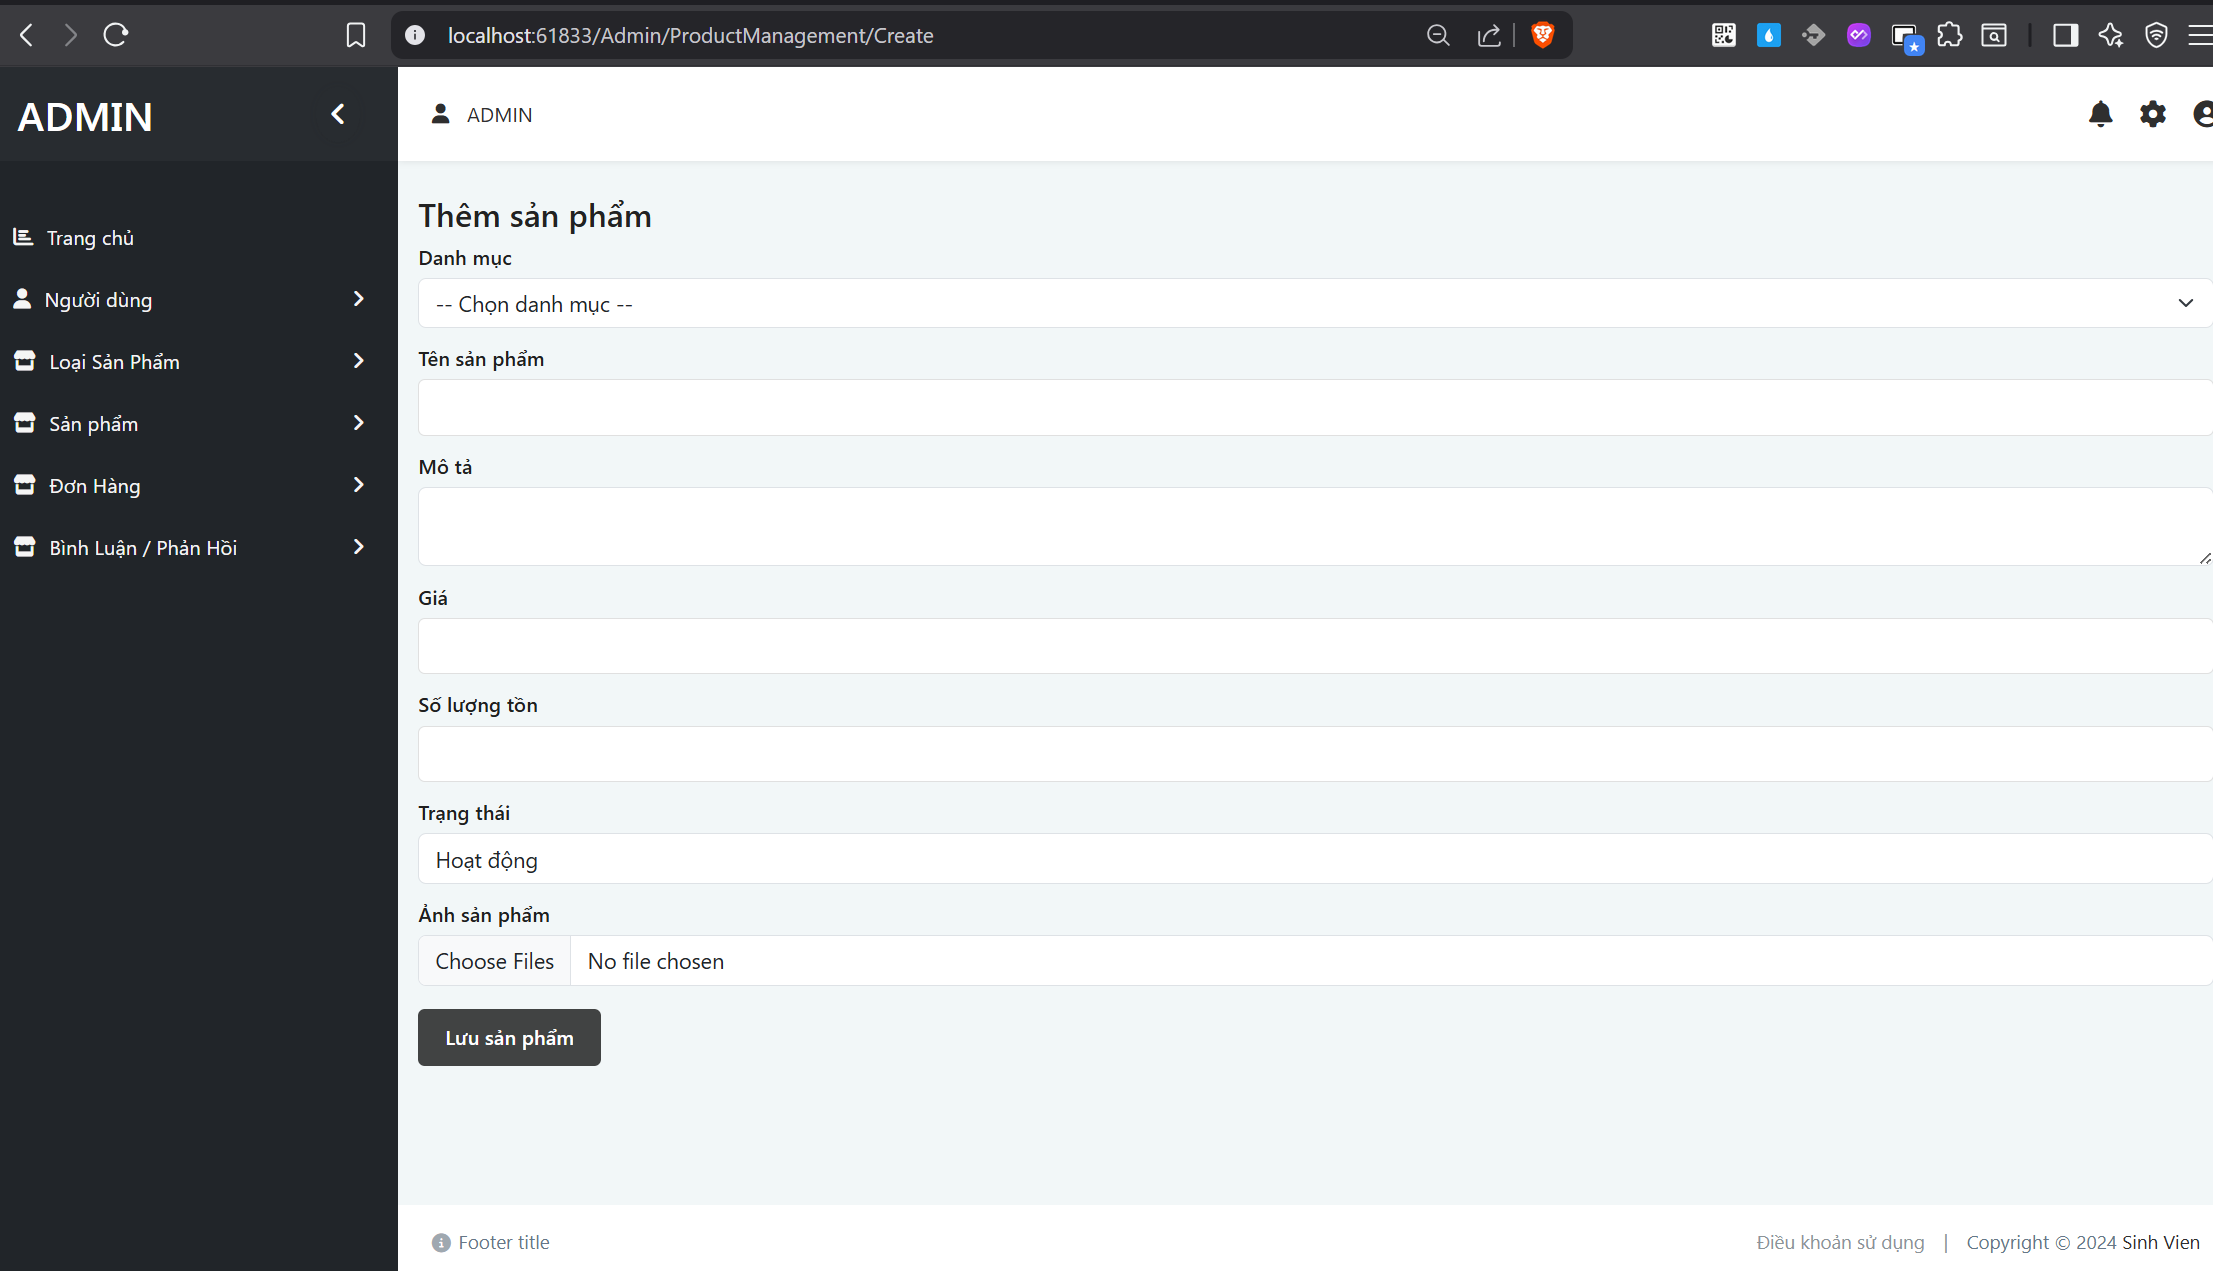 localhost:61833/Admin/ProductManagement/Create
ADMIN
ADMIN
Trang chủ
Người dùng
Loại Sản Phẩm
Sản phẩm
Đơn Hàng
Bình Luận / Phản Hồi
Thêm sản phẩm
Danh mục
-- Chọn danh mục --
Tên sản phẩm
Mô tả
Giá
Số lượng tồn
Trạng thái
Hoạt động
Ảnh sản phẩm
Choose Files No file chosen
Lưu sản phẩm
Footer title
Điều khoản sử dụng | Copyright © 2024 Sinh Vien